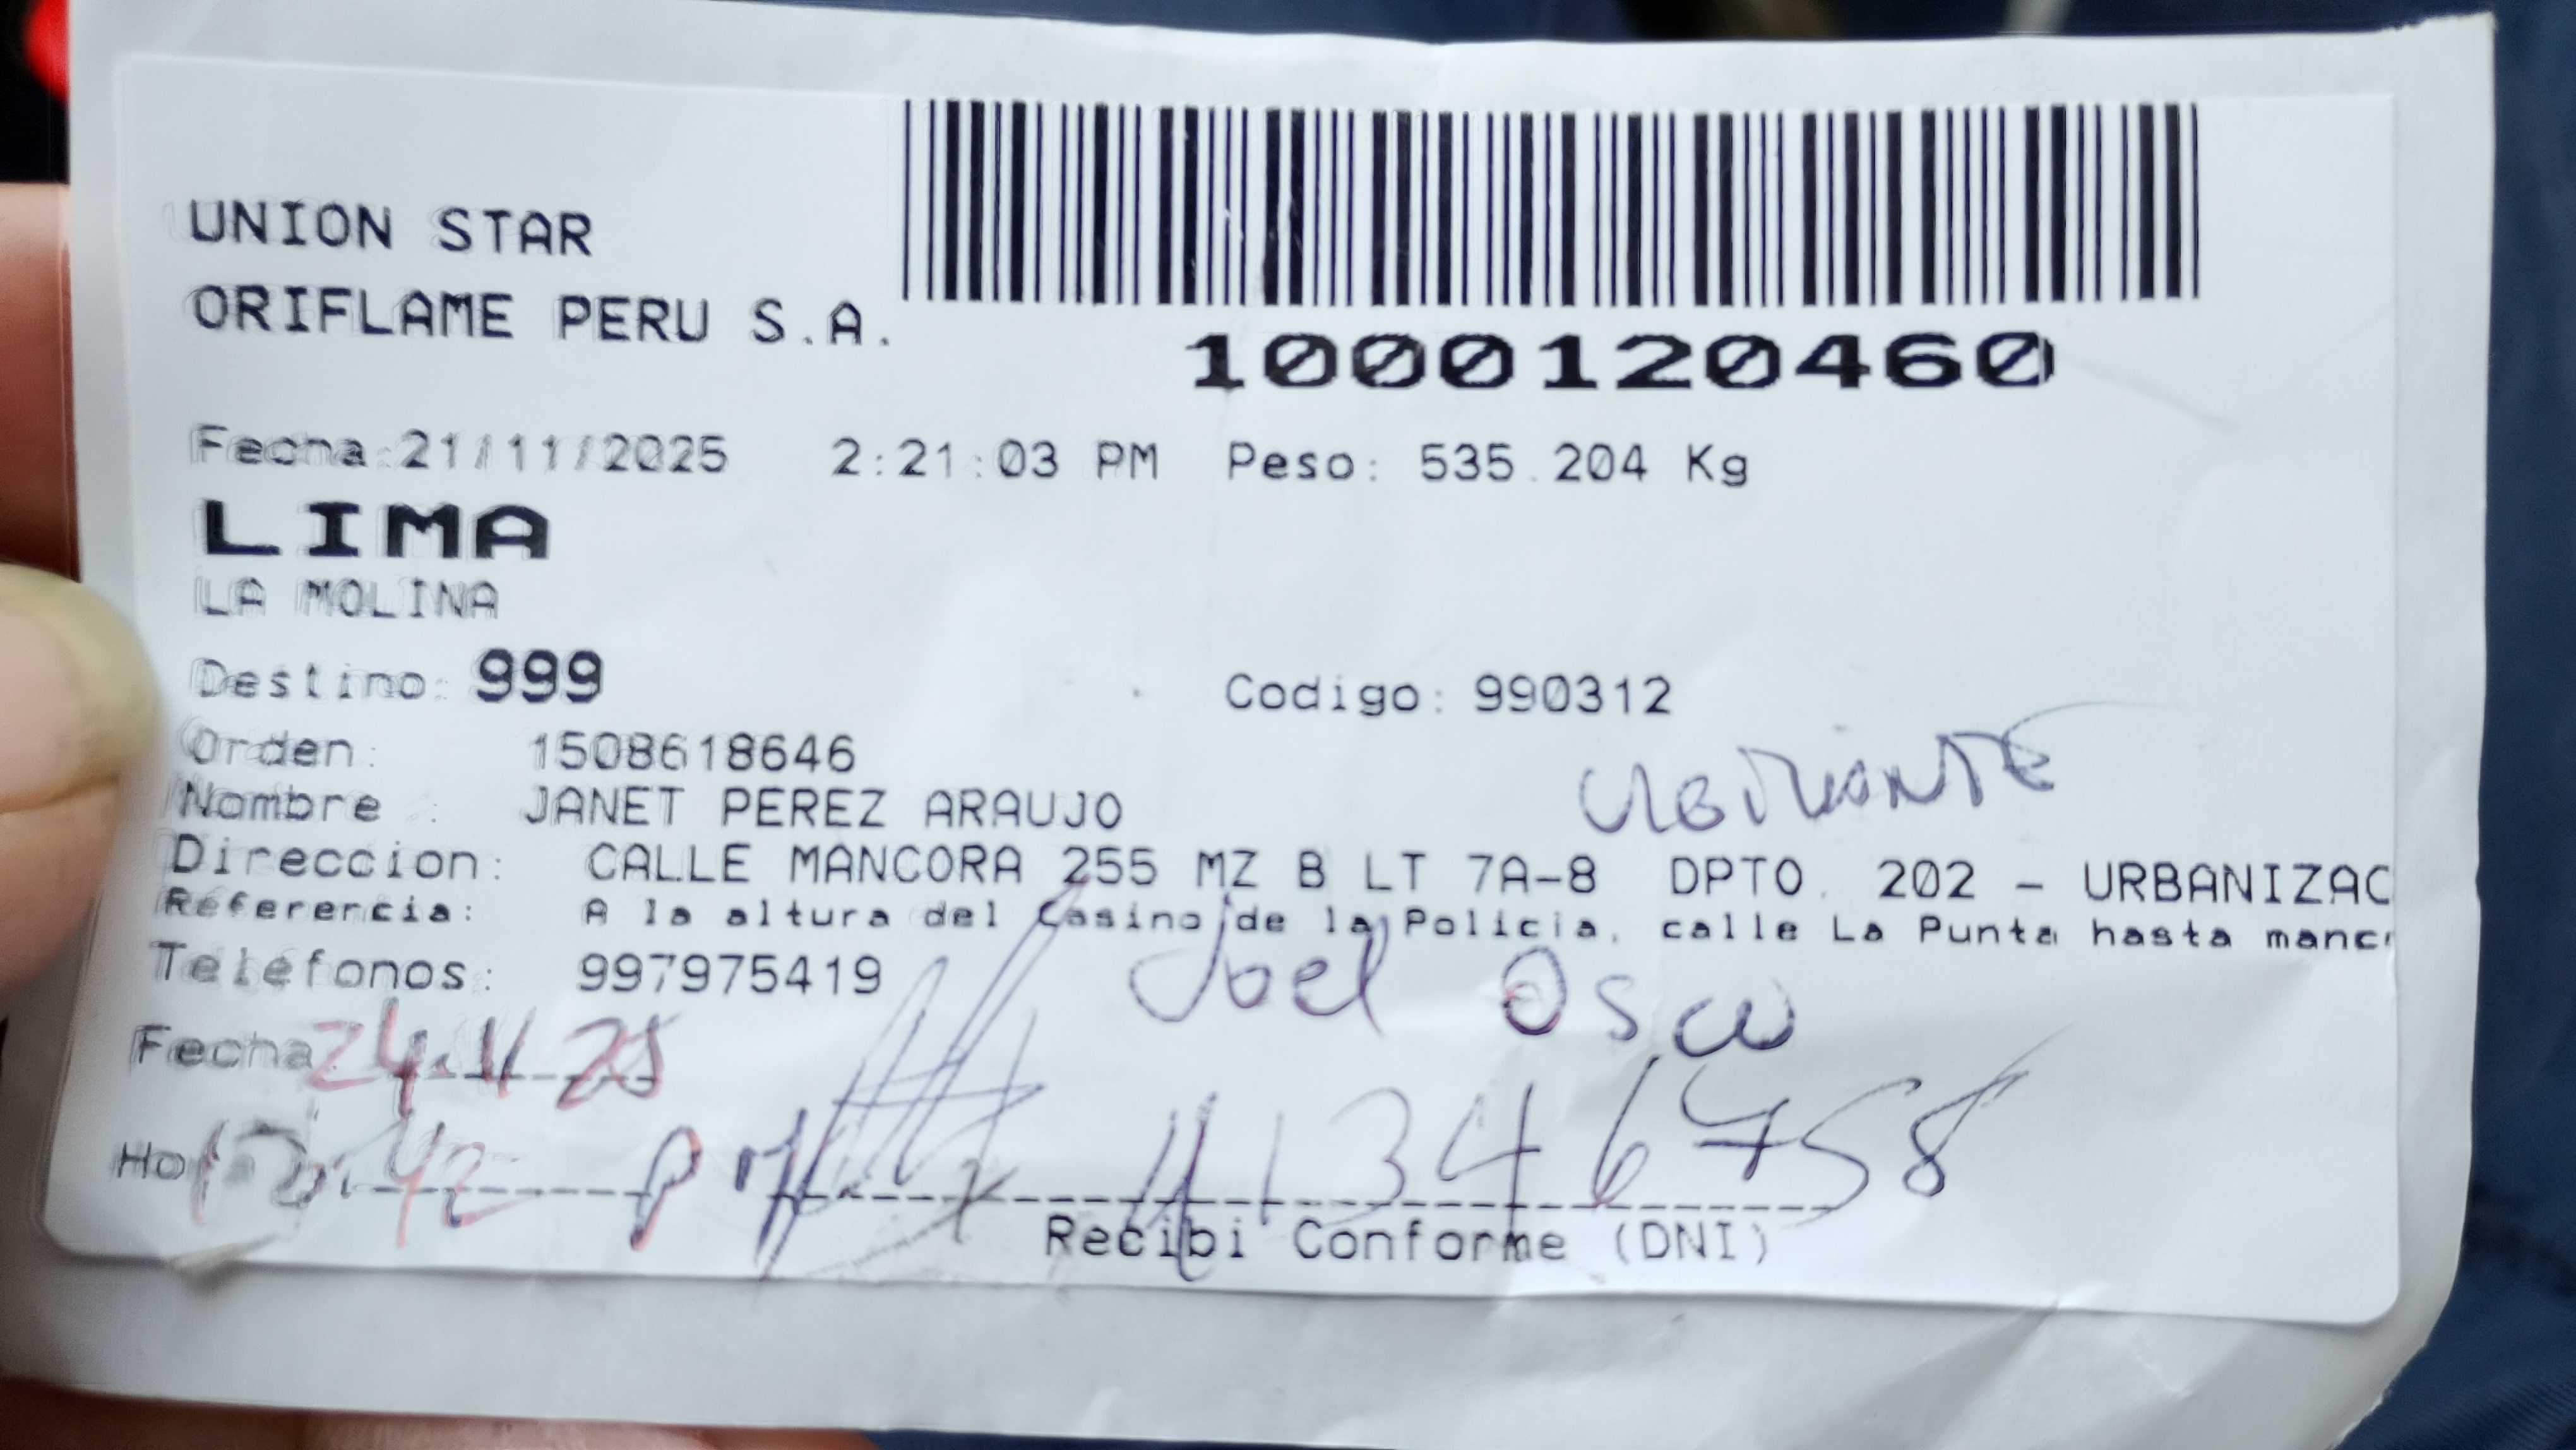 UNION STAR
ORIFLAME PERU S.A.
1000120460
Fecha:21/11/2025 2:21:03 PM Peso: 535.204 Kg
LIMA
LA MOLINA
Destino: 999 Codigo: 990312
Orden: 1508618646
Nombre : JANET PEREZ ARAUJO
Direccion: CALLE MANCORA 255 MZ B LT 7A-8 DPTO. 202 - URBANIZAC
Referencia: A la altura del Casino de la Policia, calle La Punta hasta manc
Telefonos: 997975419
Joel Osco
Fecha: 24.11.25
42 PM
Recibi Conforme (DNI)